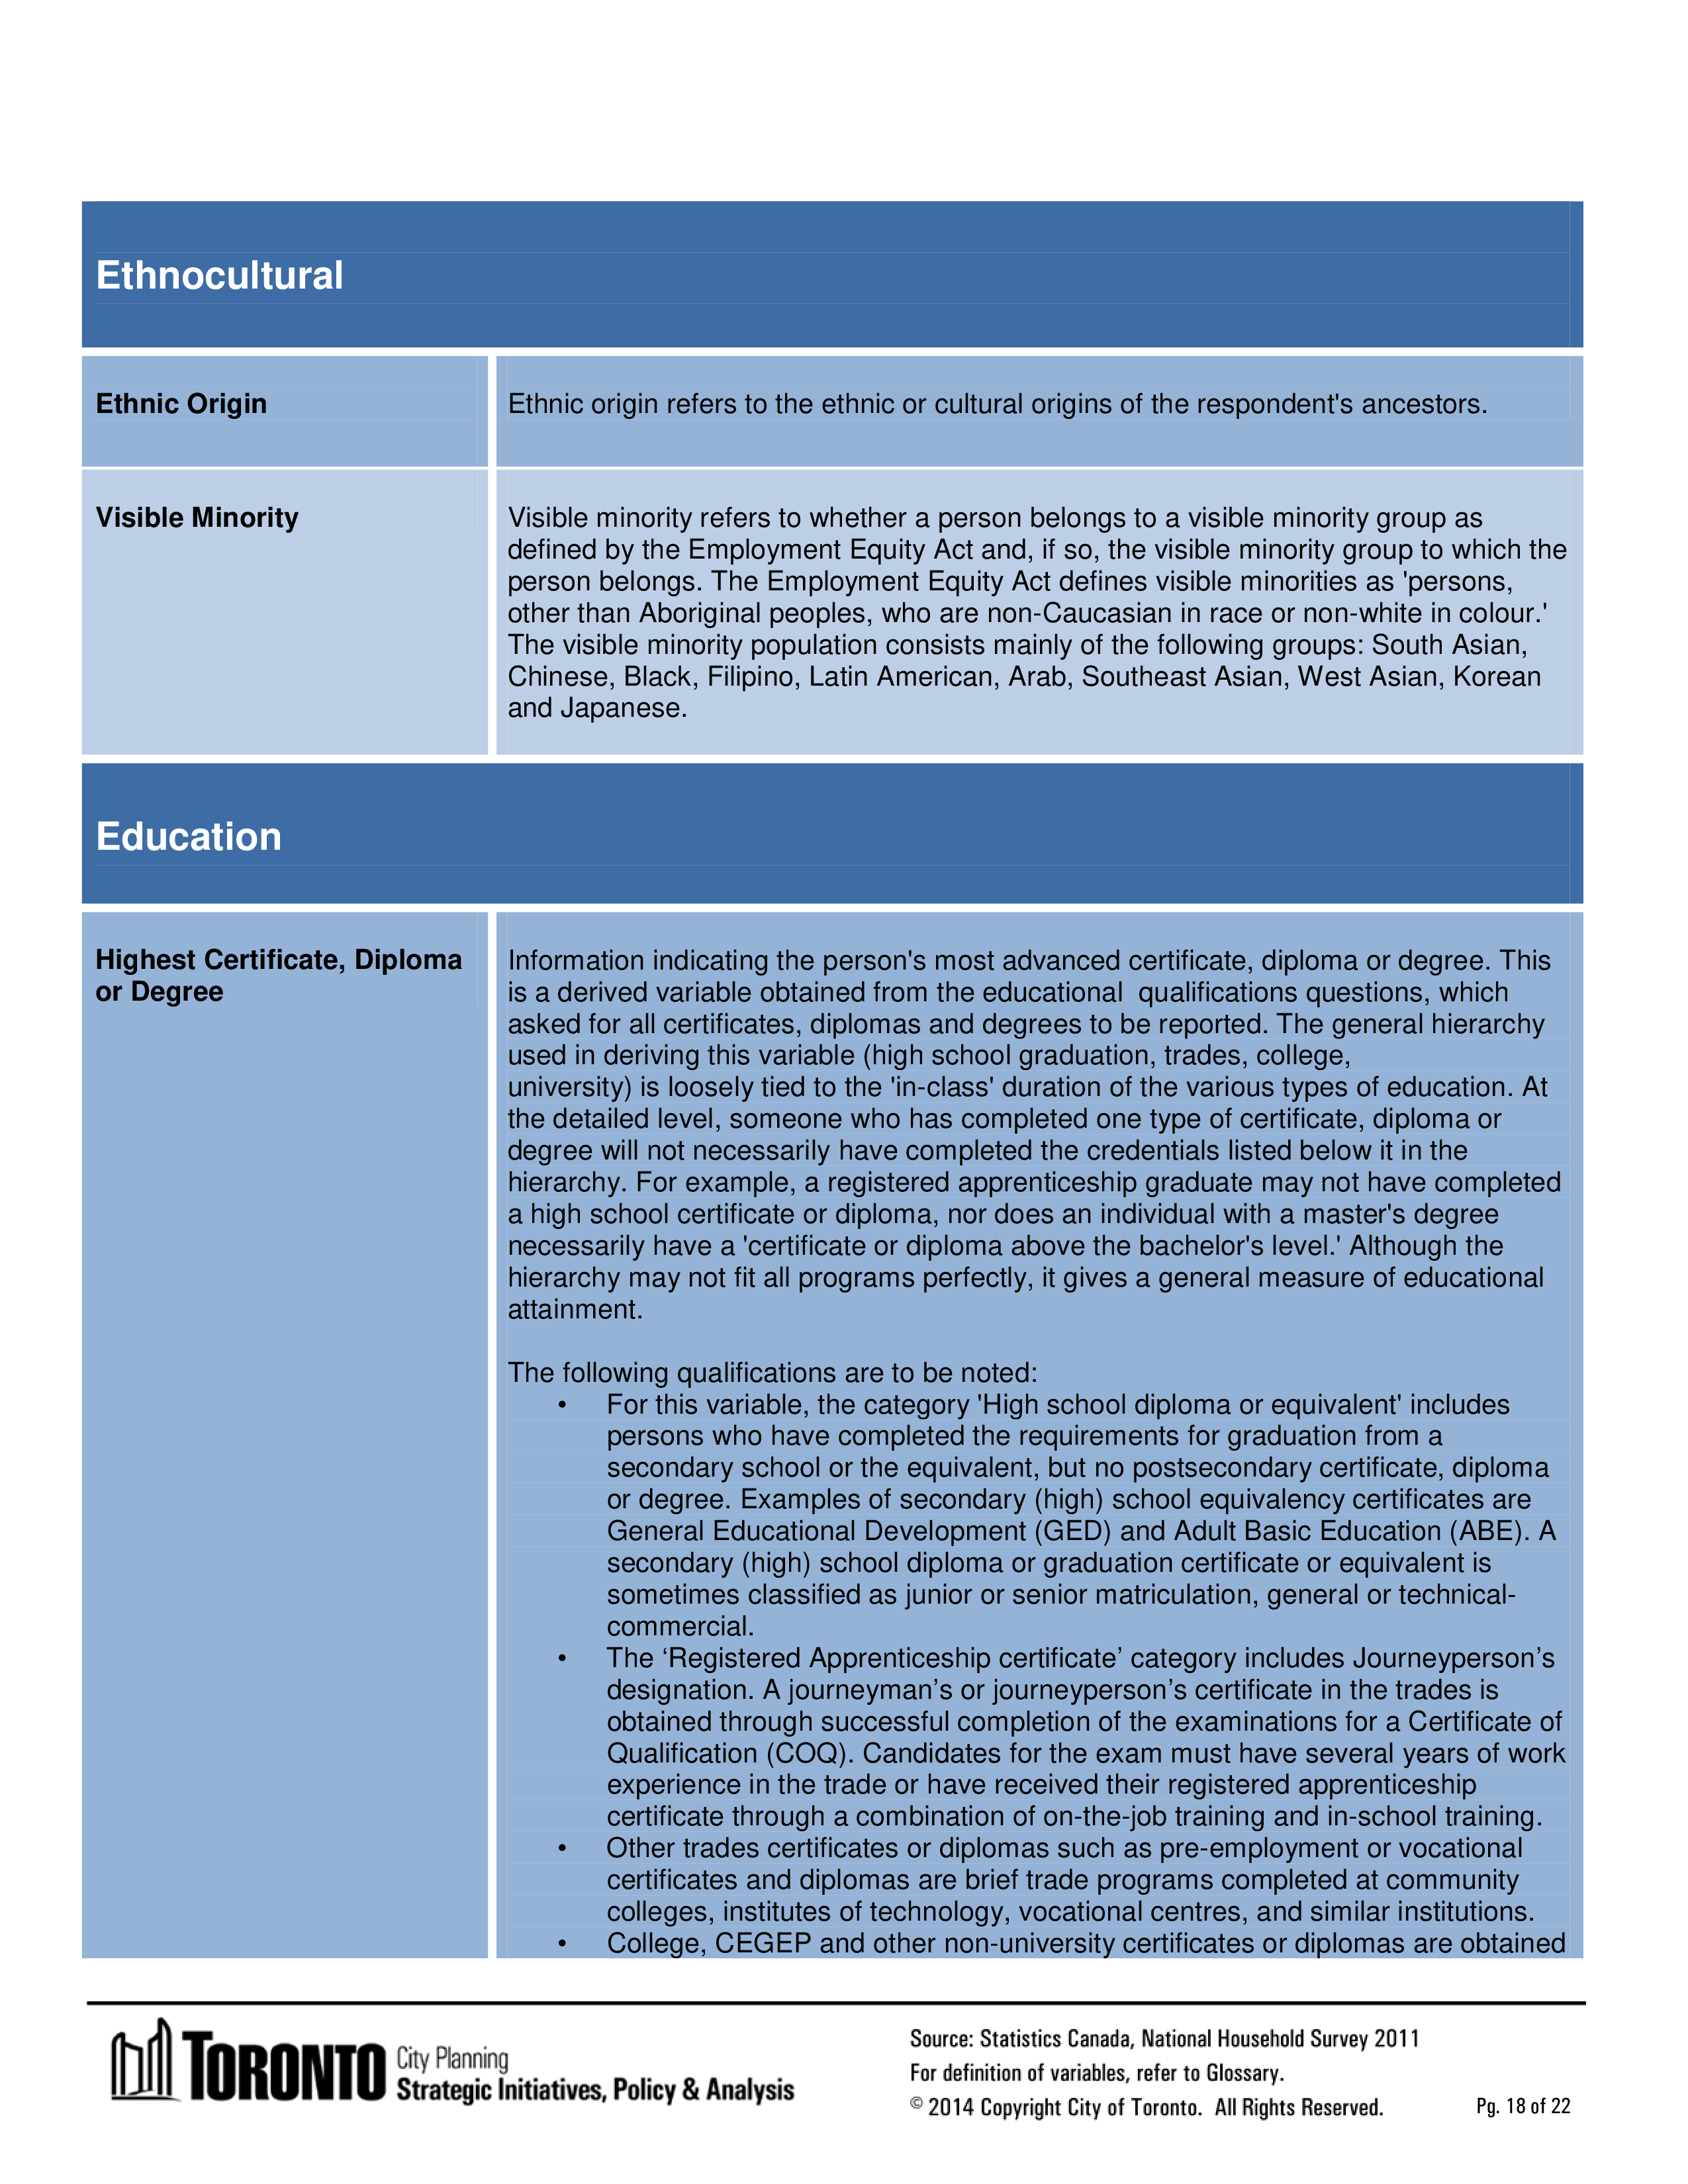 Ethnocultural
Ethnic Origin
Ethnic origin refers to the ethnic or cultural origins of the respondent's ancestors.
Visible Minority
Visible minority refers to whether a person belongs to a visible minority group as
defined by the Employment Equity Act and, if so, the visible minority group to which the
person belongs. The Employment Equity Act defines visible minorities as 'persons,
other than Aboriginal peoples, who are non-Caucasian in race or non-white in colour.'
The visible minority population consists mainly of the following groups: South Asian,
Chinese, Black, Filipino, Latin American, Arab, Southeast Asian, West Asian, Korean
and Japanese.
Education
Highest Certificate, Diploma
or Degree
Information indicating the person's most advanced certificate, diploma or degree. This
is a derived variable obtained from the educational  qualifications questions, which
asked for all certificates, diplomas and degrees to be reported. The general hierarchy
used in deriving this variable (high school graduation, trades, college,
university) is loosely tied to the 'in-class' duration of the various types of education. At
the detailed level, someone who has completed one type of certificate, diploma or
degree will not necessarily have completed the credentials listed below it in the
hierarchy. For example, a registered apprenticeship graduate may not have completed
a high school certificate or diploma, nor does an individual with a master's degree
necessarily have a 'certificate or diploma above the bachelor's level.' Although the
hierarchy may not fit all programs perfectly, it gives a general measure of educational
attainment.
The following qualifications are to be noted:
• For this variable, the category 'High school diploma or equivalent' includes
persons who have completed the requirements for graduation from a
secondary school or the equivalent, but no postsecondary certificate, diploma
or degree. Examples of secondary (high) school equivalency certificates are
General Educational Development (GED) and Adult Basic Education (ABE). A
secondary (high) school diploma or graduation certificate or equivalent is
sometimes classified as junior or senior matriculation, general or technical-
commercial.
• The ‘Registered Apprenticeship certificate’ category includes Journeyperson’s
designation. A journeyman’s or journeyperson’s certificate in the trades is
obtained through successful completion of the examinations for a Certificate of
Qualification (COQ). Candidates for the exam must have several years of work
experience in the trade or have received their registered apprenticeship
certificate through a combination of on-the-job training and in-school training.
• Other trades certificates or diplomas such as pre-employment or vocational
certificates and diplomas are brief trade programs completed at community
colleges, institutes of technology, vocational centres, and similar institutions.
• College, CEGEP and other non-university certificates or diplomas are obtained
TORONTO City Planning
Strategic Initiatives, Policy & Analysis
Source: Statistics Canada, National Household Survey 2011
For definition of variables, refer to Glossary.
© 2014 Copyright City of Toronto.  All Rights Reserved.
Pg. 18 of 22